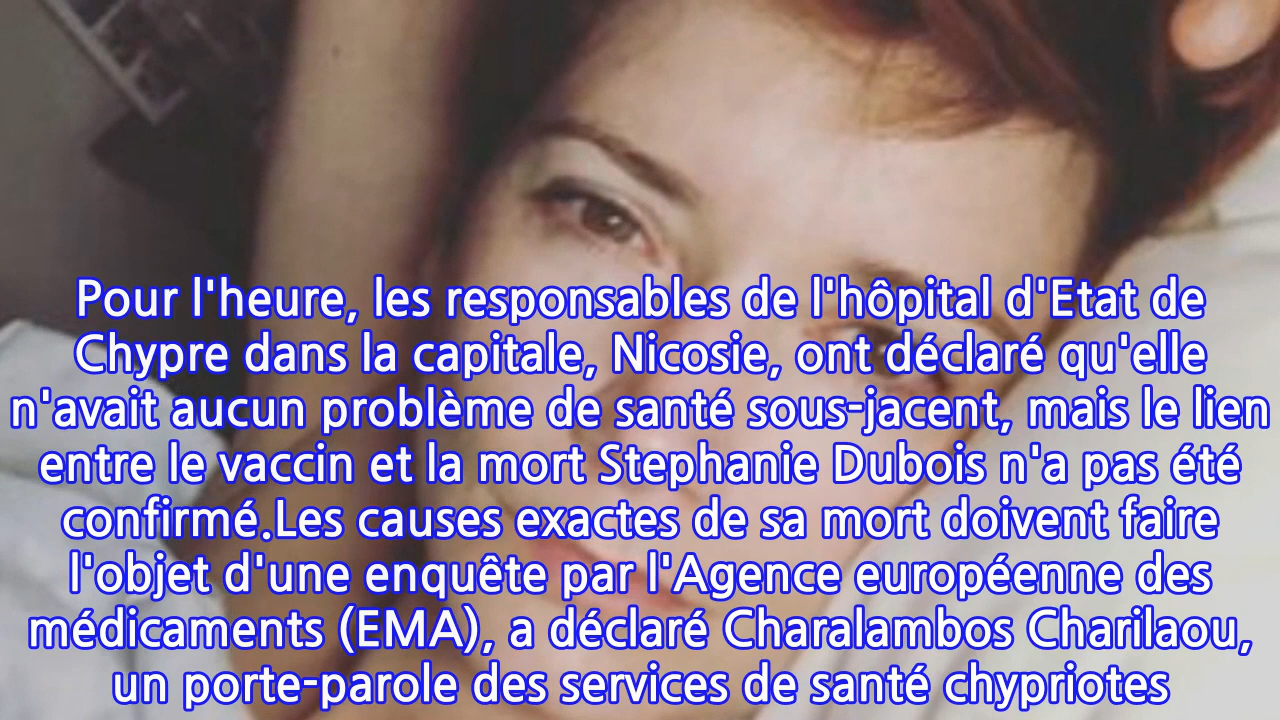 Pour l'heure, les responsables de l'hôpital d'Etat de
Chypre dans la capitale, Nicosie, ont déclaré qu'elle
n'avait aucun problème de santé sous-jacent, mais le lien
entre le vaccin et la mort Stephanie Dubois n'a pas été
confirmé.Les causes exactes de sa mort doivent faire
l'objet d'une enquête par l'Agence européenne des
médicaments (EMA), a déclaré Charalambos Charilaou,
un porte-parole des services de santé chypriotes